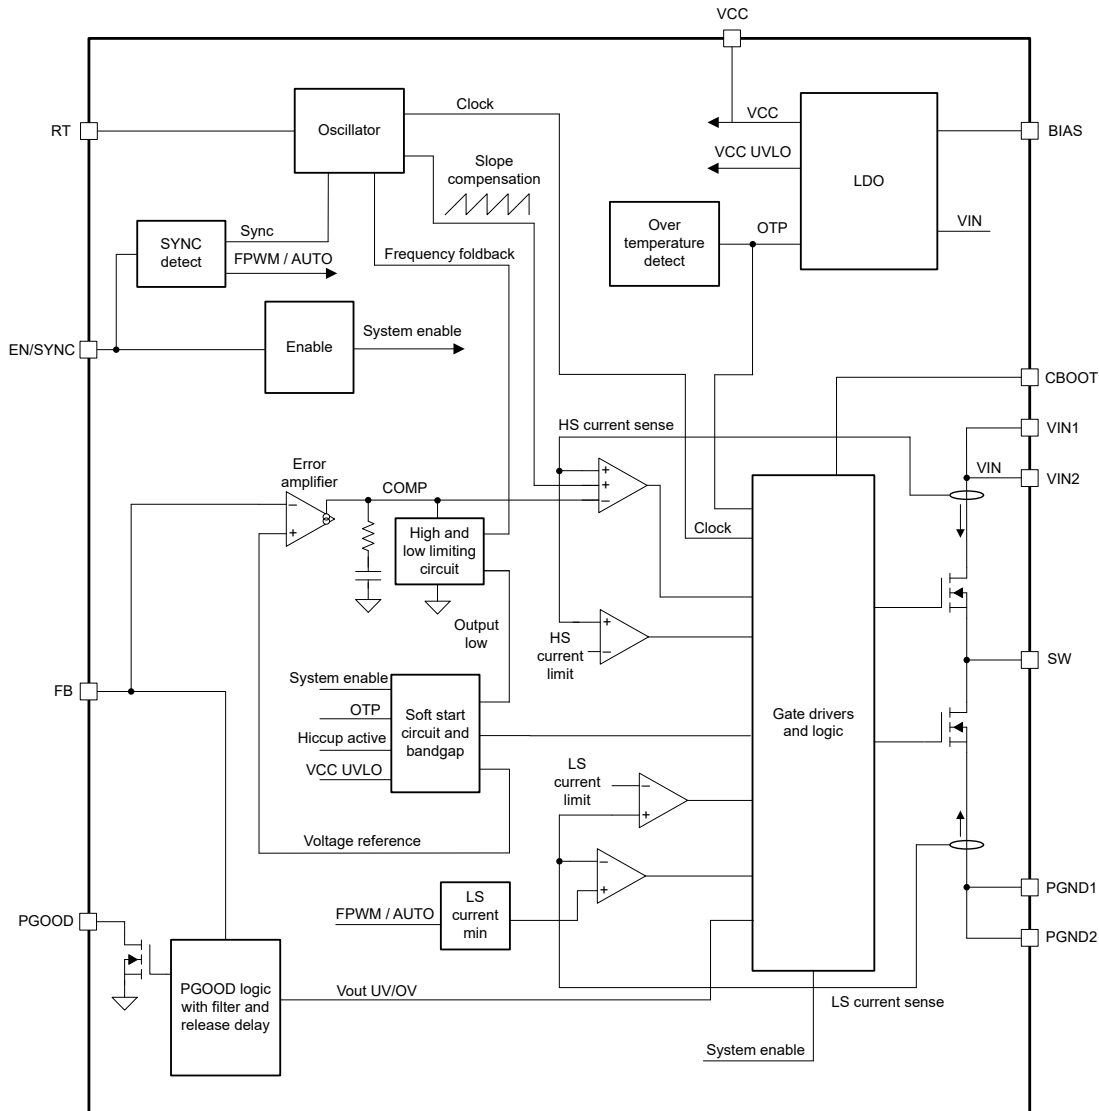 VCC
Clock
RT
Oscillator
VCC
BIAS
VCC UVLO
Slope
compensation
LDO
Over
temperature
detect
OTP
VIN
SYNC
detect
Sync
FPWM / AUTO
Frequency foldback
EN/SYNC
Enable
System enable
CBOOT
HS current sense
VIN1
Error
amplifier
VIN
VIN2
COMP
+
+
−
−
+
High and
low limiting
circuit
Clock
Output
low
+
−
HS
current
limit
SW
System enable
OTP
Hiccup active
VCC UVLO
Soft start
circuit and
bandgap
FB
Gate drivers
and logic
LS
current
limit
−
+
Voltage reference
−
+
FPWM / AUTO
LS
current
min
PGND1
PGOOD
PGND2
PGOOD logic
with filter and
release delay
Vout UV/OV
LS current sense
System enable